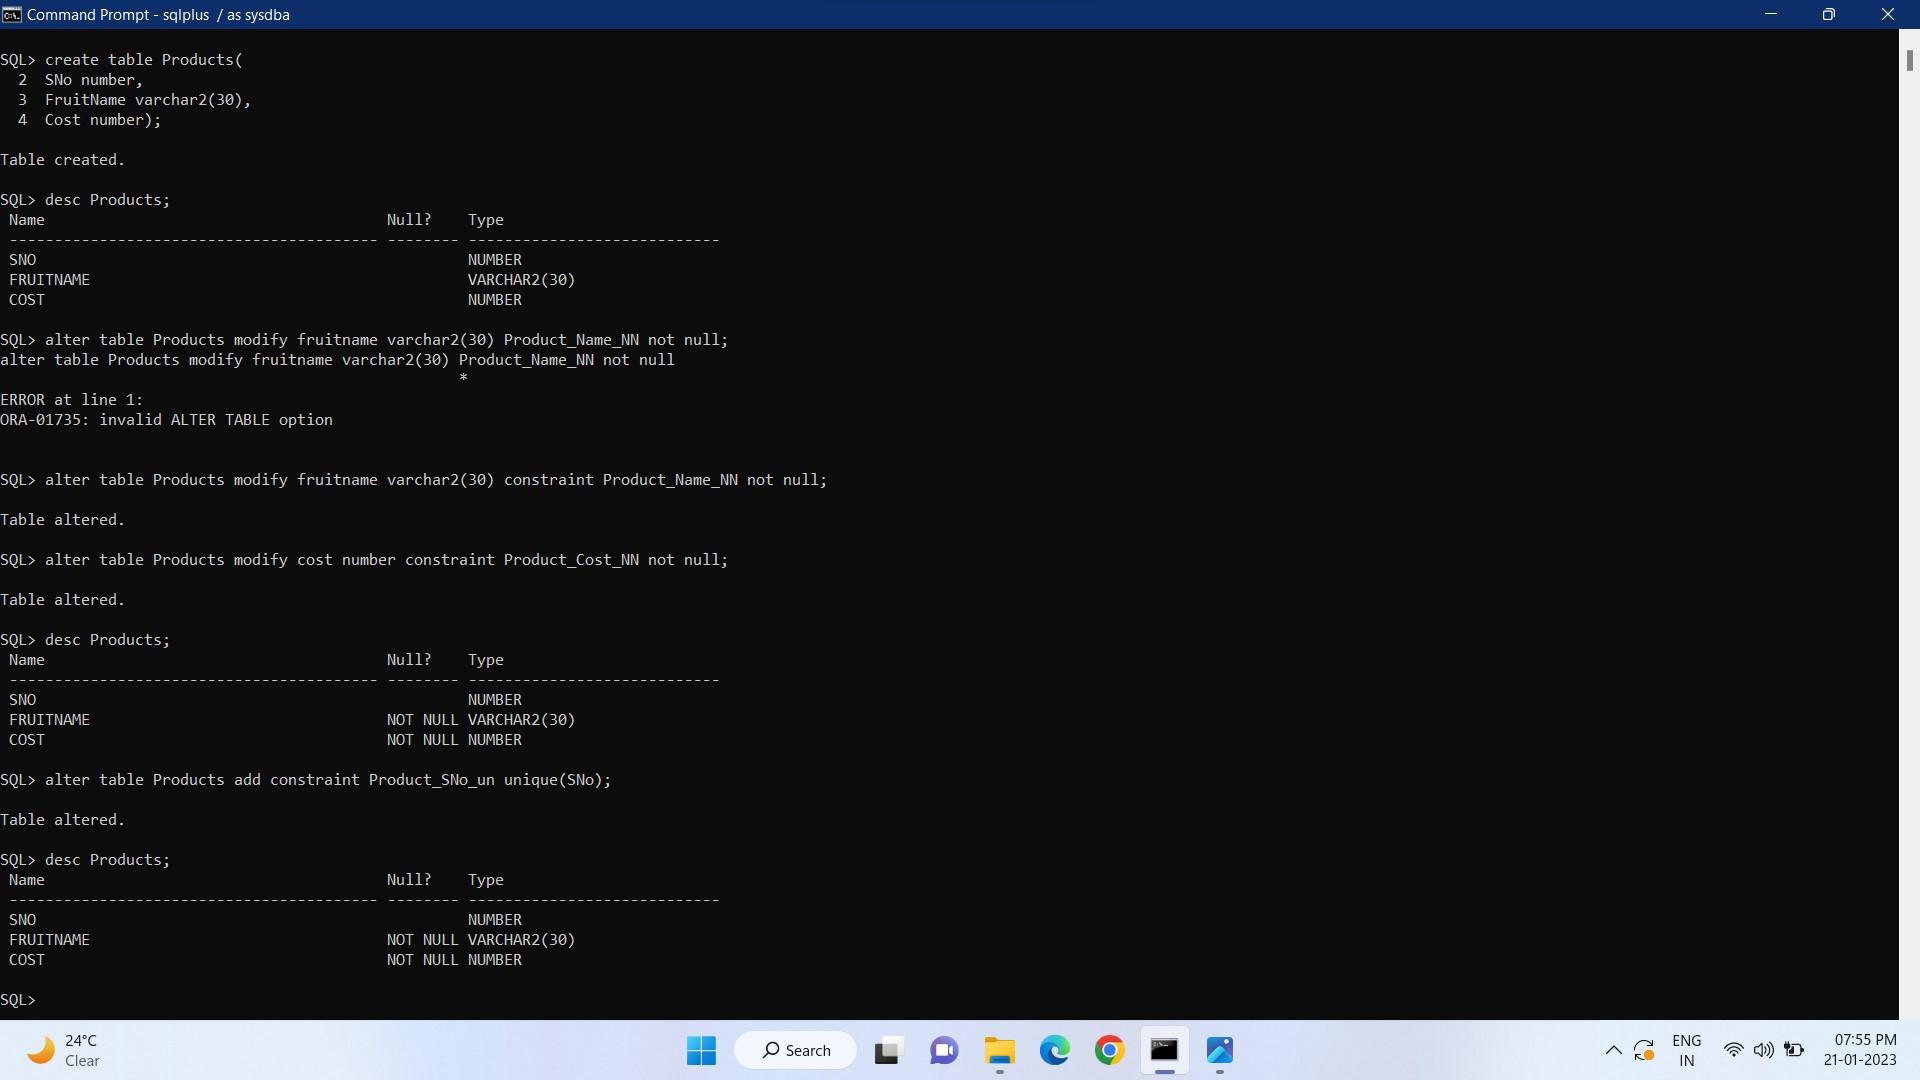 Command Prompt - sqlplus  / as sysdba
SQL> create table Products(
  2  SNo number,
  3  FruitName varchar2(30),
  4  Cost number);
Table created.
SQL> desc Products;
 Name                                      Null?    Type
 ----------------------------------------- -------- ----------------------------
 SNO                                                NUMBER
 FRUITNAME                                          VARCHAR2(30)
 COST                                               NUMBER
SQL> alter table Products modify fruitname varchar2(30) Product_Name_NN not null;
alter table Products modify fruitname varchar2(30) Product_Name_NN not null
                                                   *
ERROR at line 1:
ORA-01735: invalid ALTER TABLE option
SQL> alter table Products modify fruitname varchar2(30) constraint Product_Name_NN not null;
Table altered.
SQL> alter table Products modify cost number constraint Product_Cost_NN not null;
Table altered.
SQL> desc Products;
 Name                                      Null?    Type
 ----------------------------------------- -------- ----------------------------
 SNO                                                NUMBER
 FRUITNAME                                 NOT NULL VARCHAR2(30)
 COST                                      NOT NULL NUMBER
SQL> alter table Products add constraint Product_SNo_un unique(SNo);
Table altered.
SQL> desc Products;
 Name                                      Null?    Type
 ----------------------------------------- -------- ----------------------------
 SNO                                                NUMBER
 FRUITNAME                                 NOT NULL VARCHAR2(30)
 COST                                      NOT NULL NUMBER
SQL>
24°C
Clear
Search
ENG
IN
07:55 PM
21-01-2023